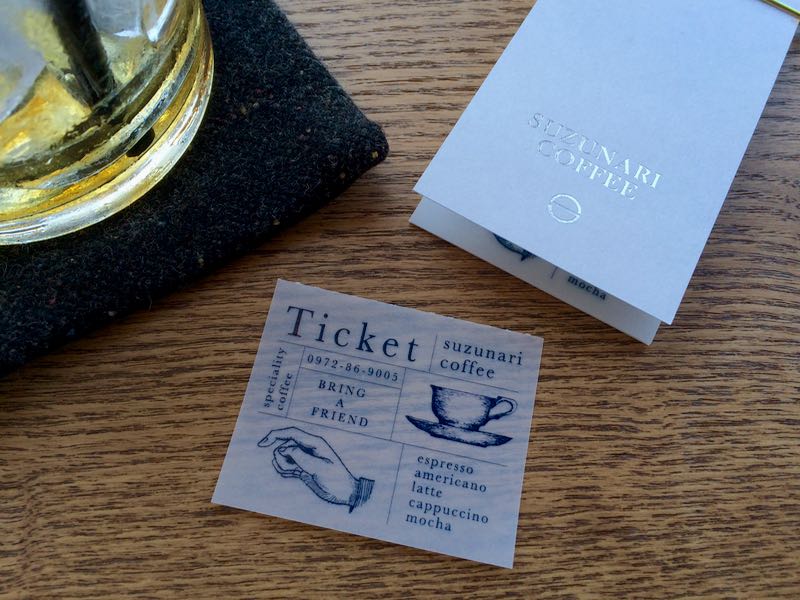 SUZUNARI
COFFEE
mocha
Ticket
suzunari
coffee
speciality
coffee
0972-86-9005
BRING
A
FRIEND
espresso
americano
latte
cappuccino
mocha